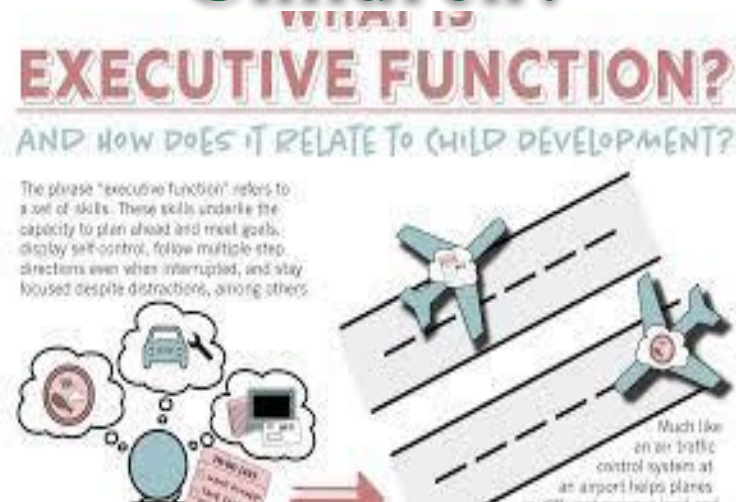 WHAT IS
EXECUTIVE FUNCTION?
AND HOW DOES IT RELATE TO CHILD DEVELOPMENT?
The phrase "executive function" refers to
a set of skills. These skills underlie the
capacity to plan ahead and meet goals,
display self-control, follow multiple-step
directions even when interrupted, and stay
focused despite distractions, among others.
Much like
an air traffic
control system at
an airport helps planes